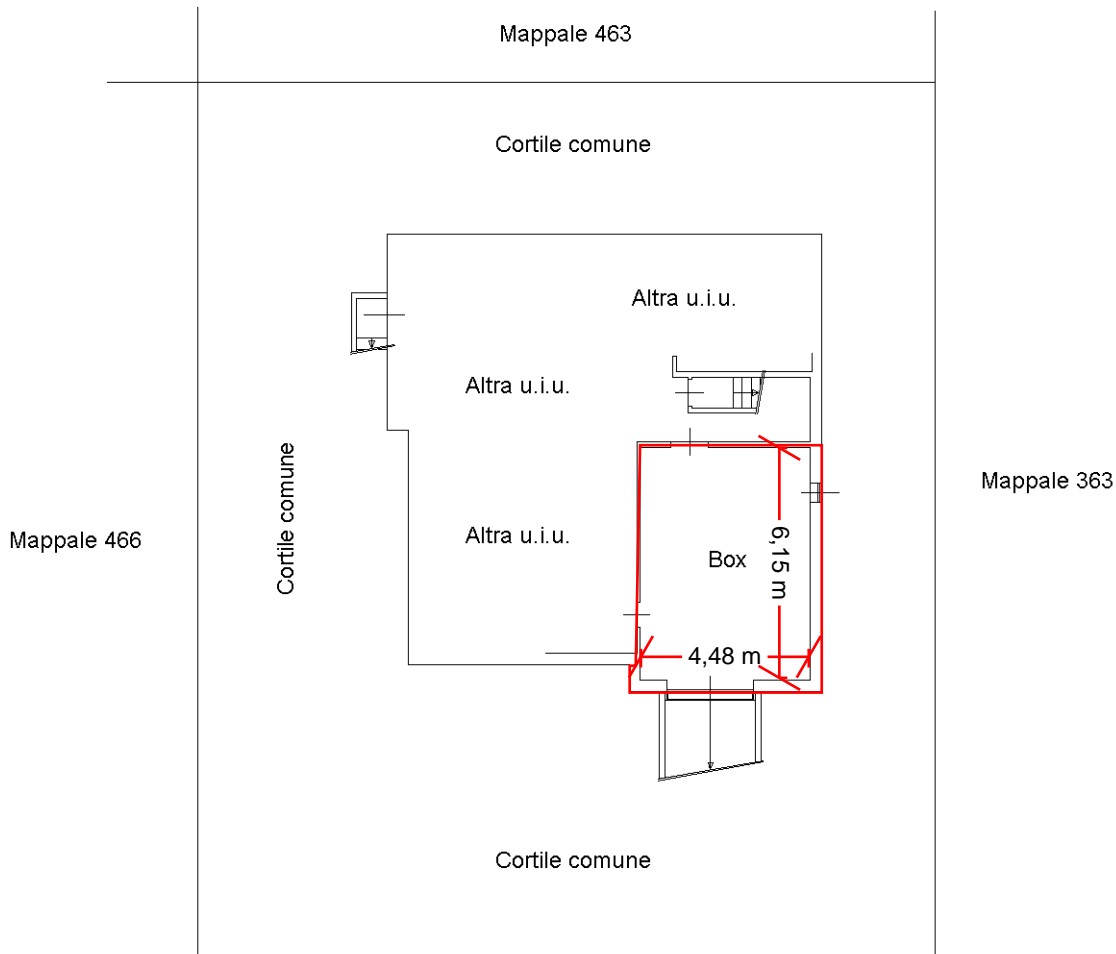 Mappale 463
Cortile comune
Altra u.i.u.
Altra u.i.u.
Cortile comune
Mappale 363
Mappale 466
Altra u.i.u.
Box
6,15 m
4,48 m
Cortile comune